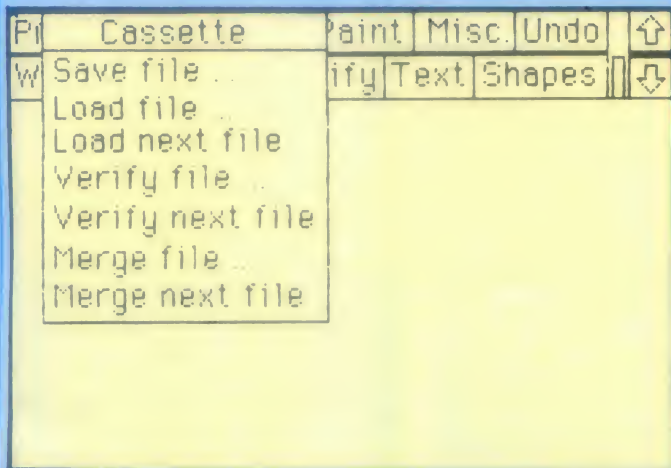 Cassette Paint Misc. Undo
Save file .. ify Text Shapes
Load file ..
Load next file
Verify file ..
Verify next file
Merge file ..
Merge next file